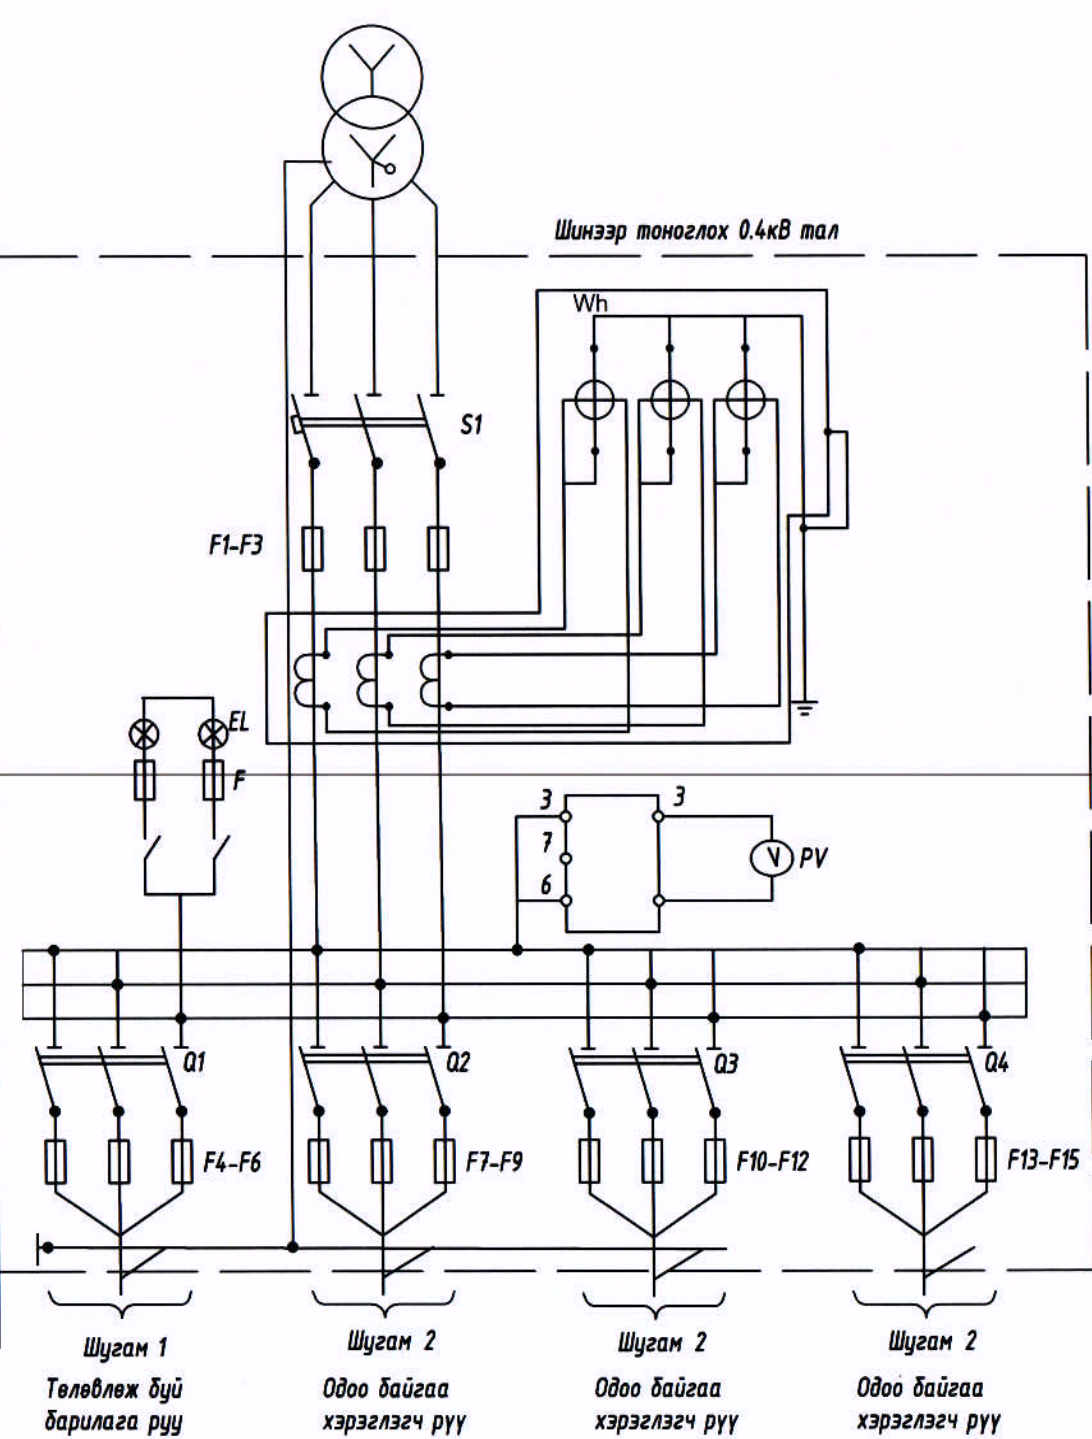 Шинээр тоноглох 0.4кВ тал
Wh
S1
F1-F3
EL
F
3
3
7
6
V
PV
Q1
Q2
Q3
Q4
F4-F6
F7-F9
F10-F12
F13-F15
Шугам 1
Шугам 2
Шугам 2
Шугам 2
Төлөвлөж буй
барилага руу
Одоо байгаа
хэрэглэгч рүү
Одоо байгаа
хэрэглэгч рүү
Одоо байгаа
хэрэглэгч рүү